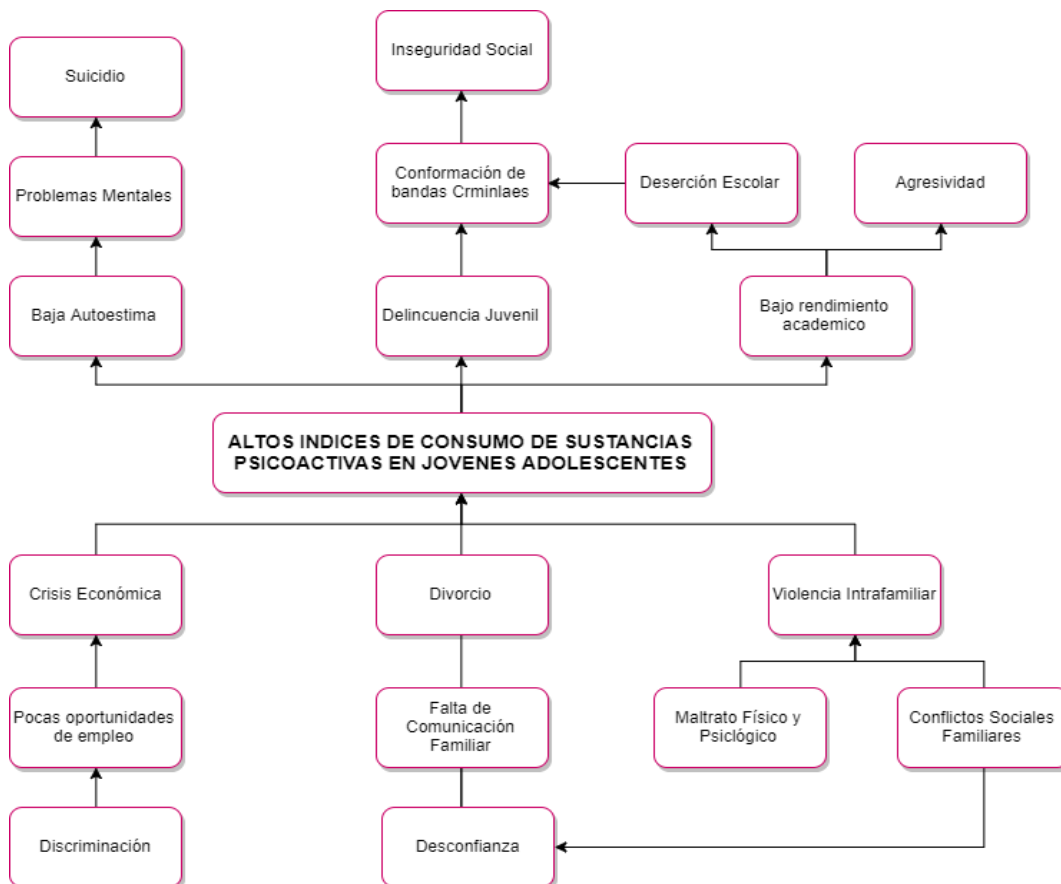 Inseguridad Social
Suicidio
Conformación de
bandas Crminlaes
Deserción Escolar
Agresividad
Problemas Mentales
Baja Autoestima
Delincuencia Juvenil
Bajo rendimiento
academico
ALTOS INDICES DE CONSUMO DE SUSTANCIAS
PSICOACTIVAS EN JOVENES ADOLESCENTES
Crisis Económica
Divorcio
Violencia Intrafamiliar
Pocas oportunidades
de empleo
Falta de
Comunicación
Familiar
Maltrato Físico y
Psiclógico
Conflictos Sociales
Familiares
Discriminación
Desconfianza